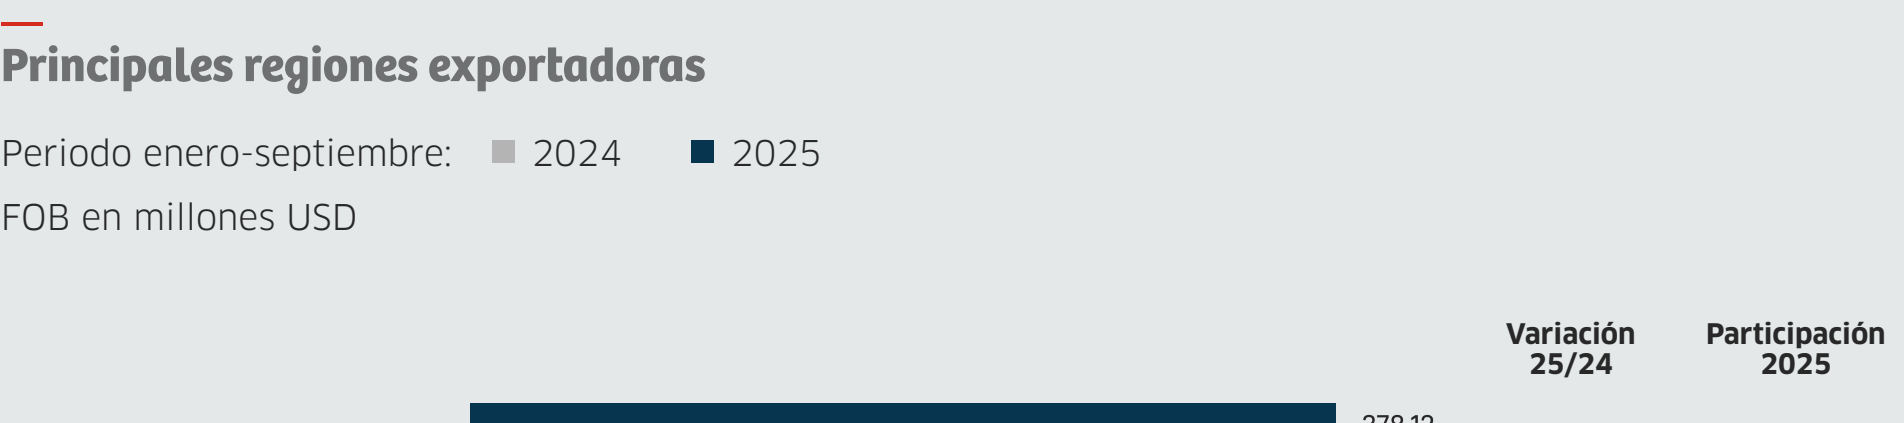 Principales regiones exportadoras
Periodo enero-septiembre: 2024 2025
FOB en millones USD
Variación 25/24
Participación 2025